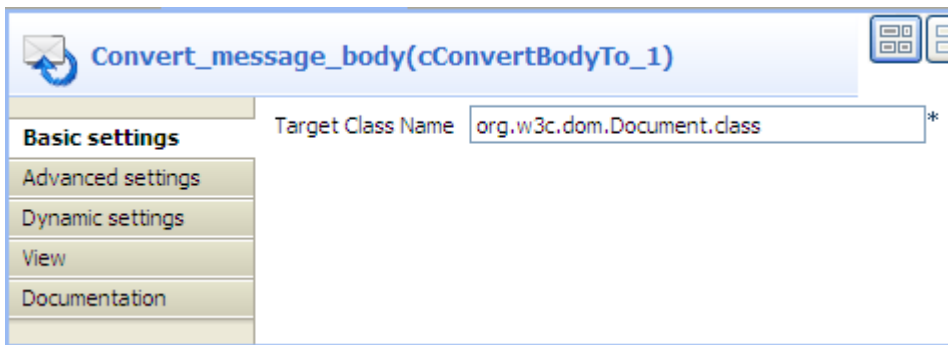 Convert_message_body(cConvertBodyTo_1)
Basic settings
Target Class Name org.w3c.dom.Document.class *
Advanced settings
Dynamic settings
View
Documentation